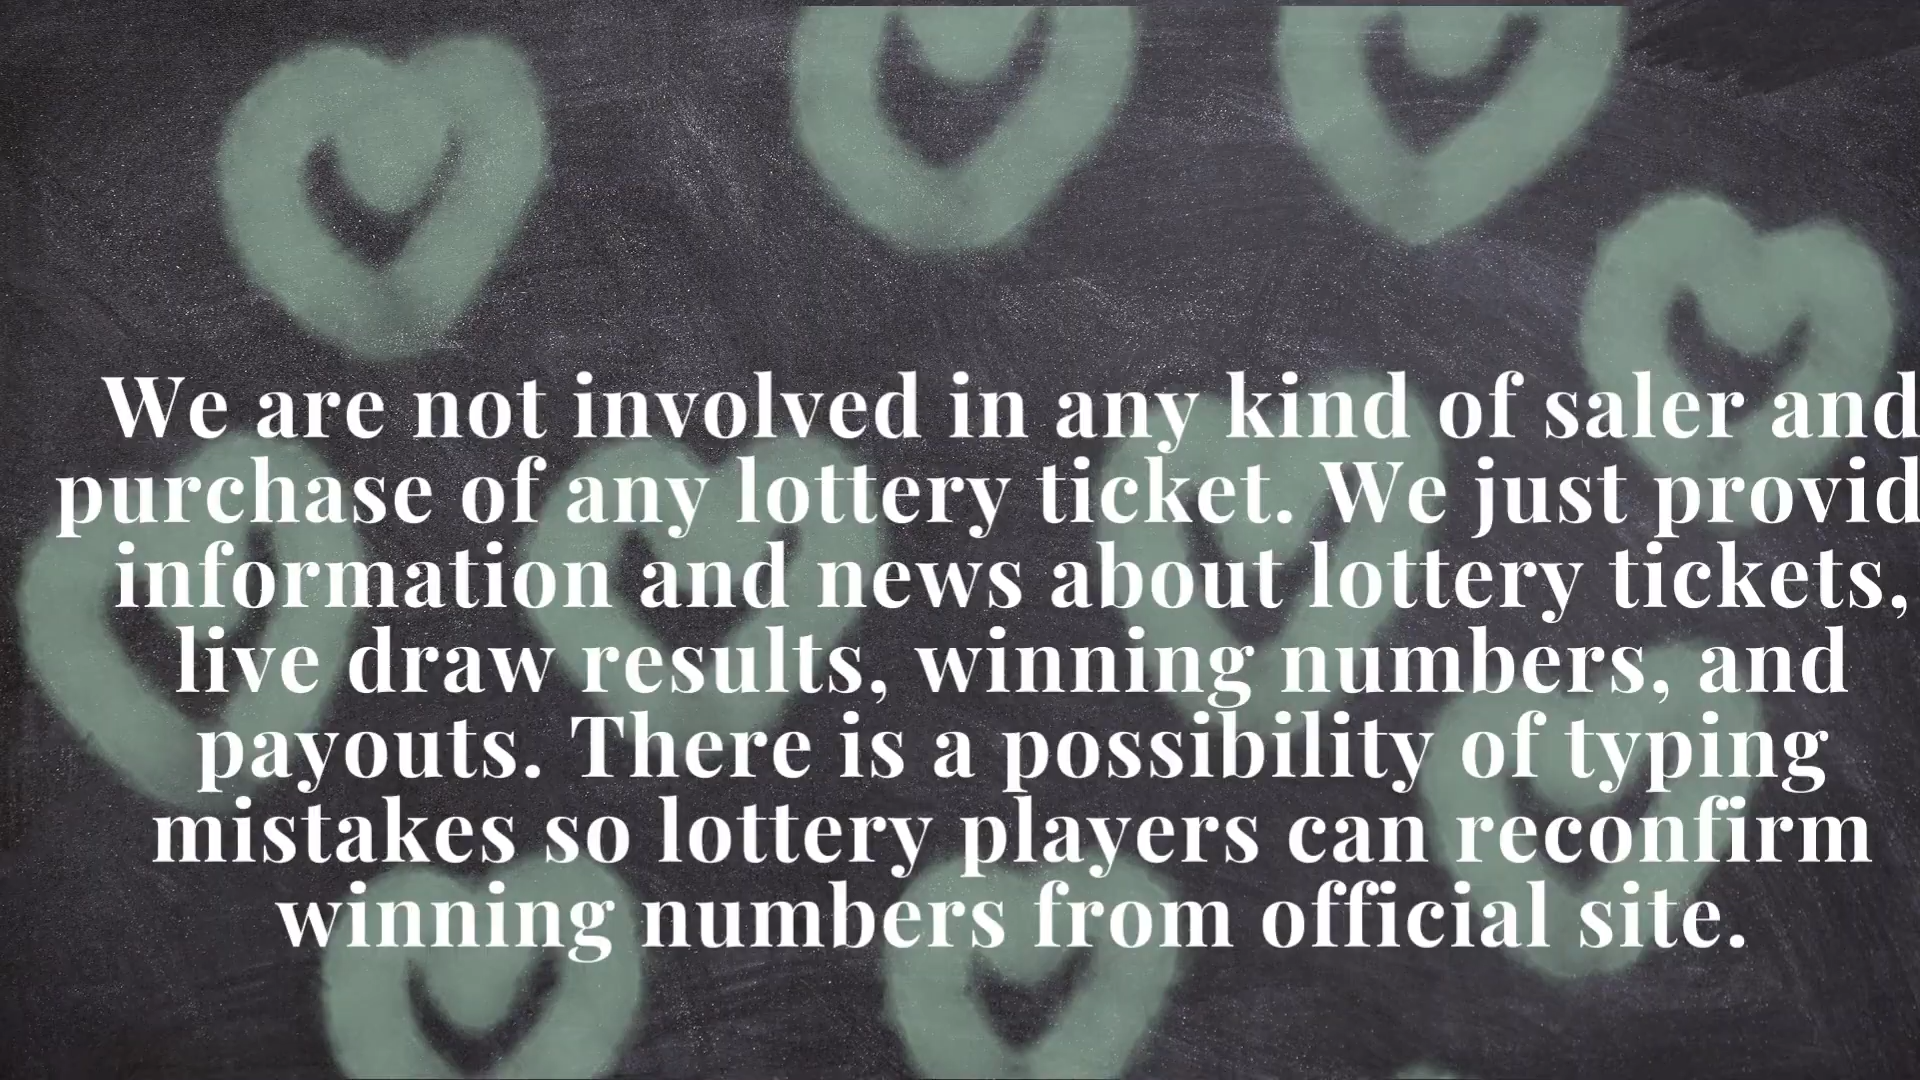 We are not involved in any kind of saler and
purchase of any lottery ticket. We just provid
information and news about lottery tickets,
live draw results, winning numbers, and
payouts. There is a possibility of typing
mistakes so lottery players can reconfirm
winning numbers from official site.